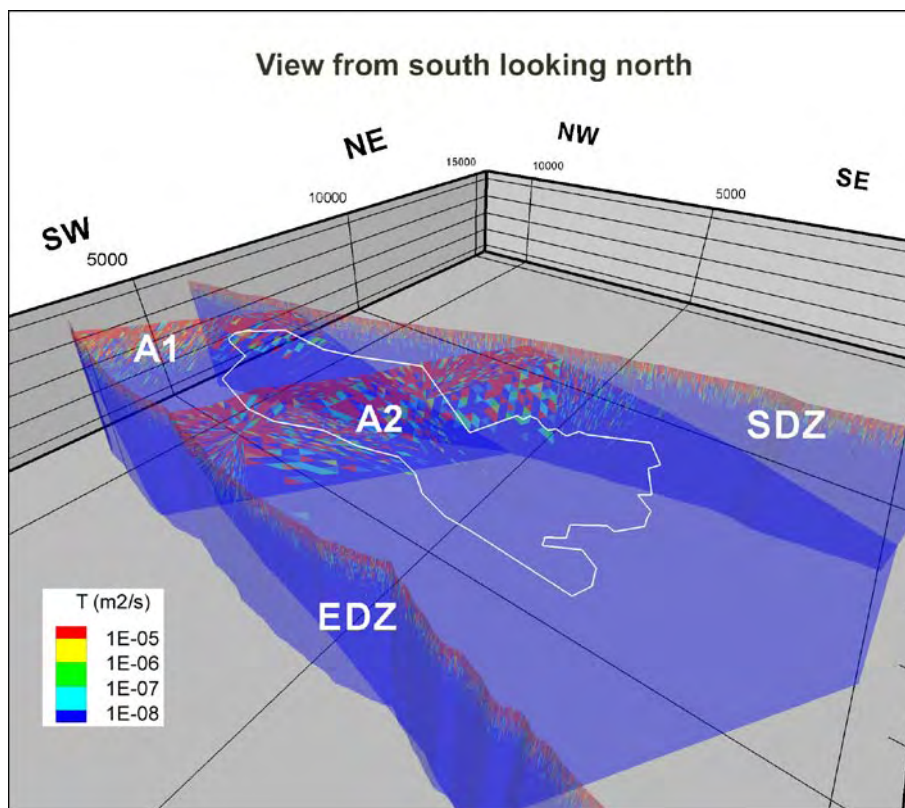 View from south looking north
NE
NW
15000
10000
SE
10000
5000
SW
5000
A1
A2
SDZ
EDZ
T (m2/s)
1E-05
1E-06
1E-07
1E-08